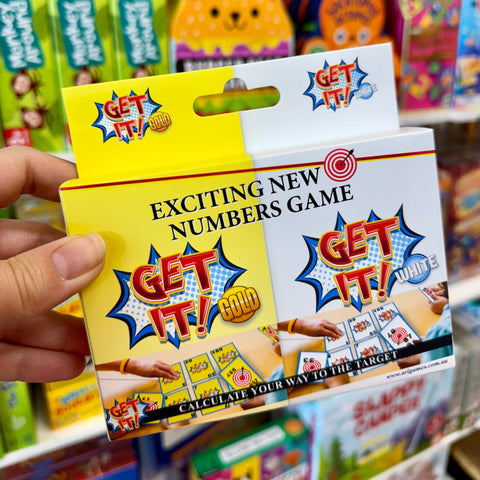 GET IT! GOLD
GET IT! WHITE
EXCITING NEW
NUMBERS GAME
GET IT! GOLD
GET IT! WHITE
GET IT!
CALCULATE YOUR WAY TO THE TARGET